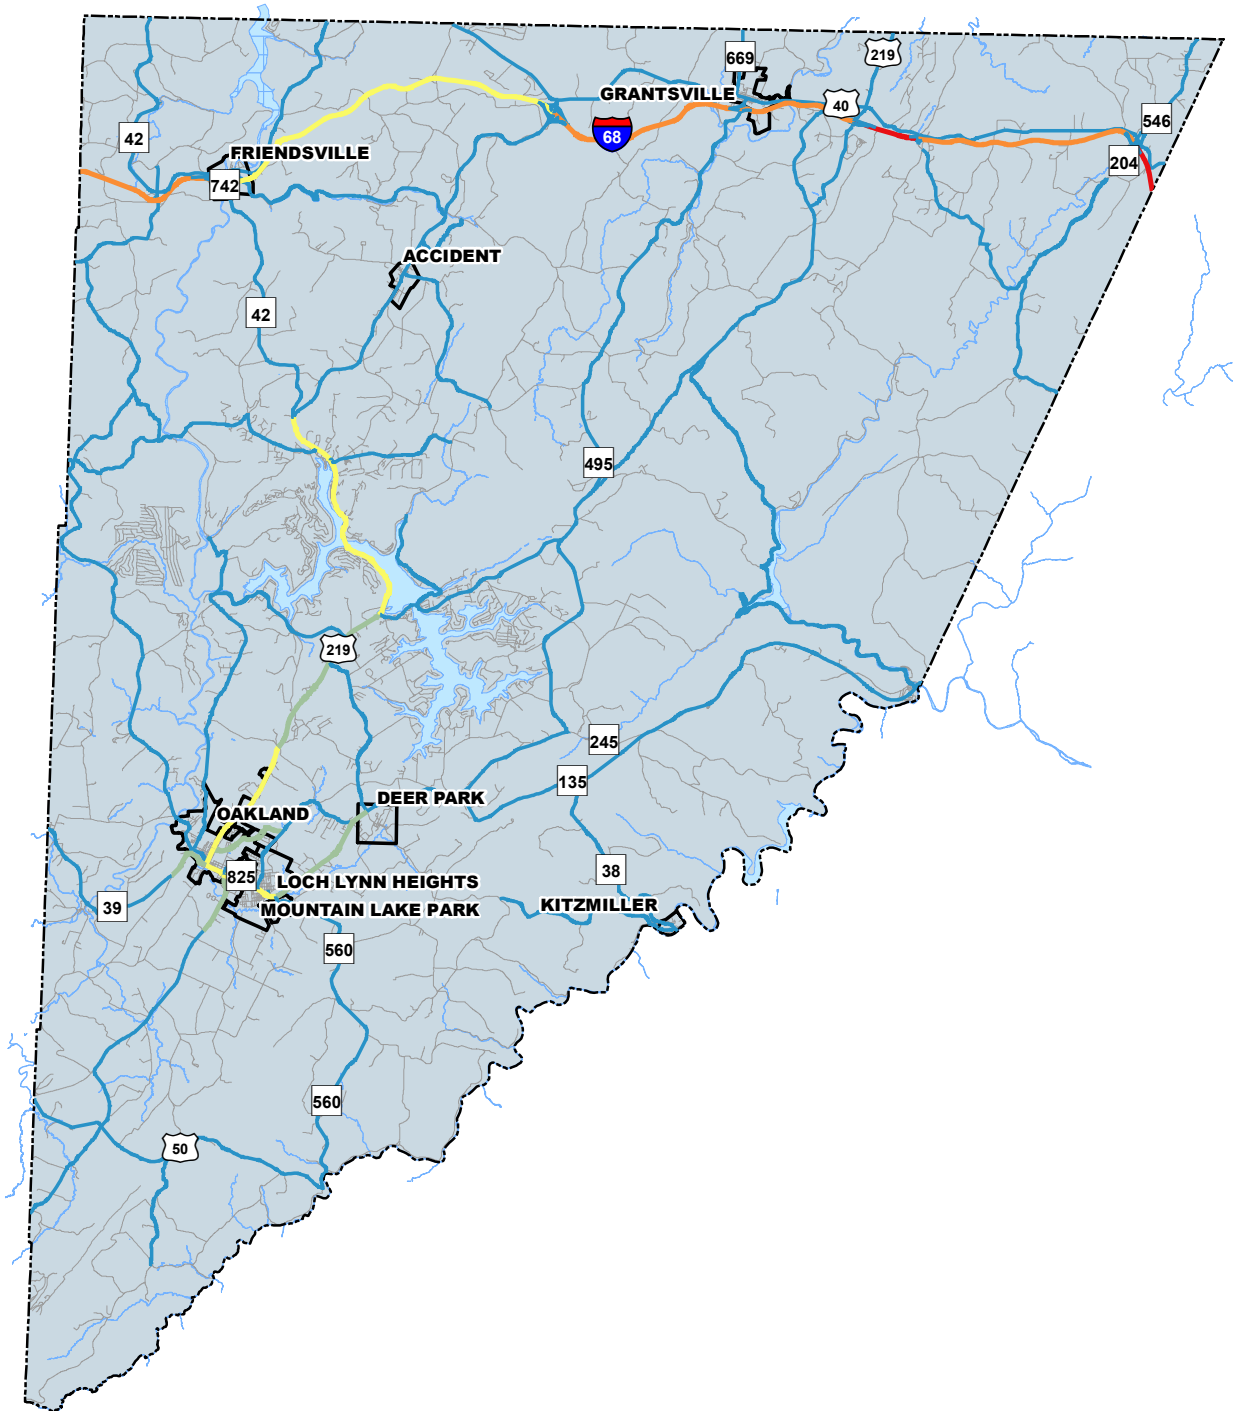 669
219
GRANTSVILLE
40
546
42
68
FRIENDSVILLE
204
742
ACCIDENT
42
495
219
245
135
DEER PARK
OAKLAND
38
825
LOCH LYNN HEIGHTS
39
KITZMILLER
MOUNTAIN LAKE PARK
560
560
50